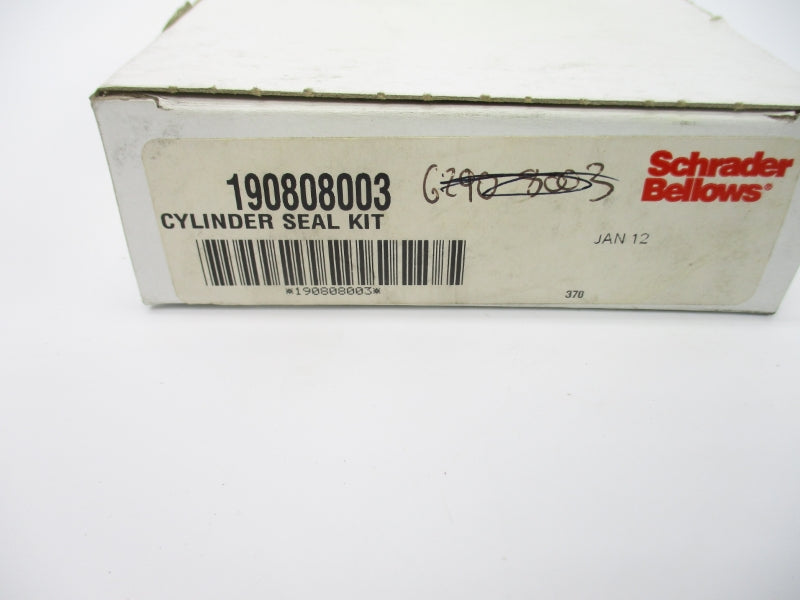 190808003
CYLINDER SEAL KIT
*190808003*
Schrader
Bellows®
JAN 12
370